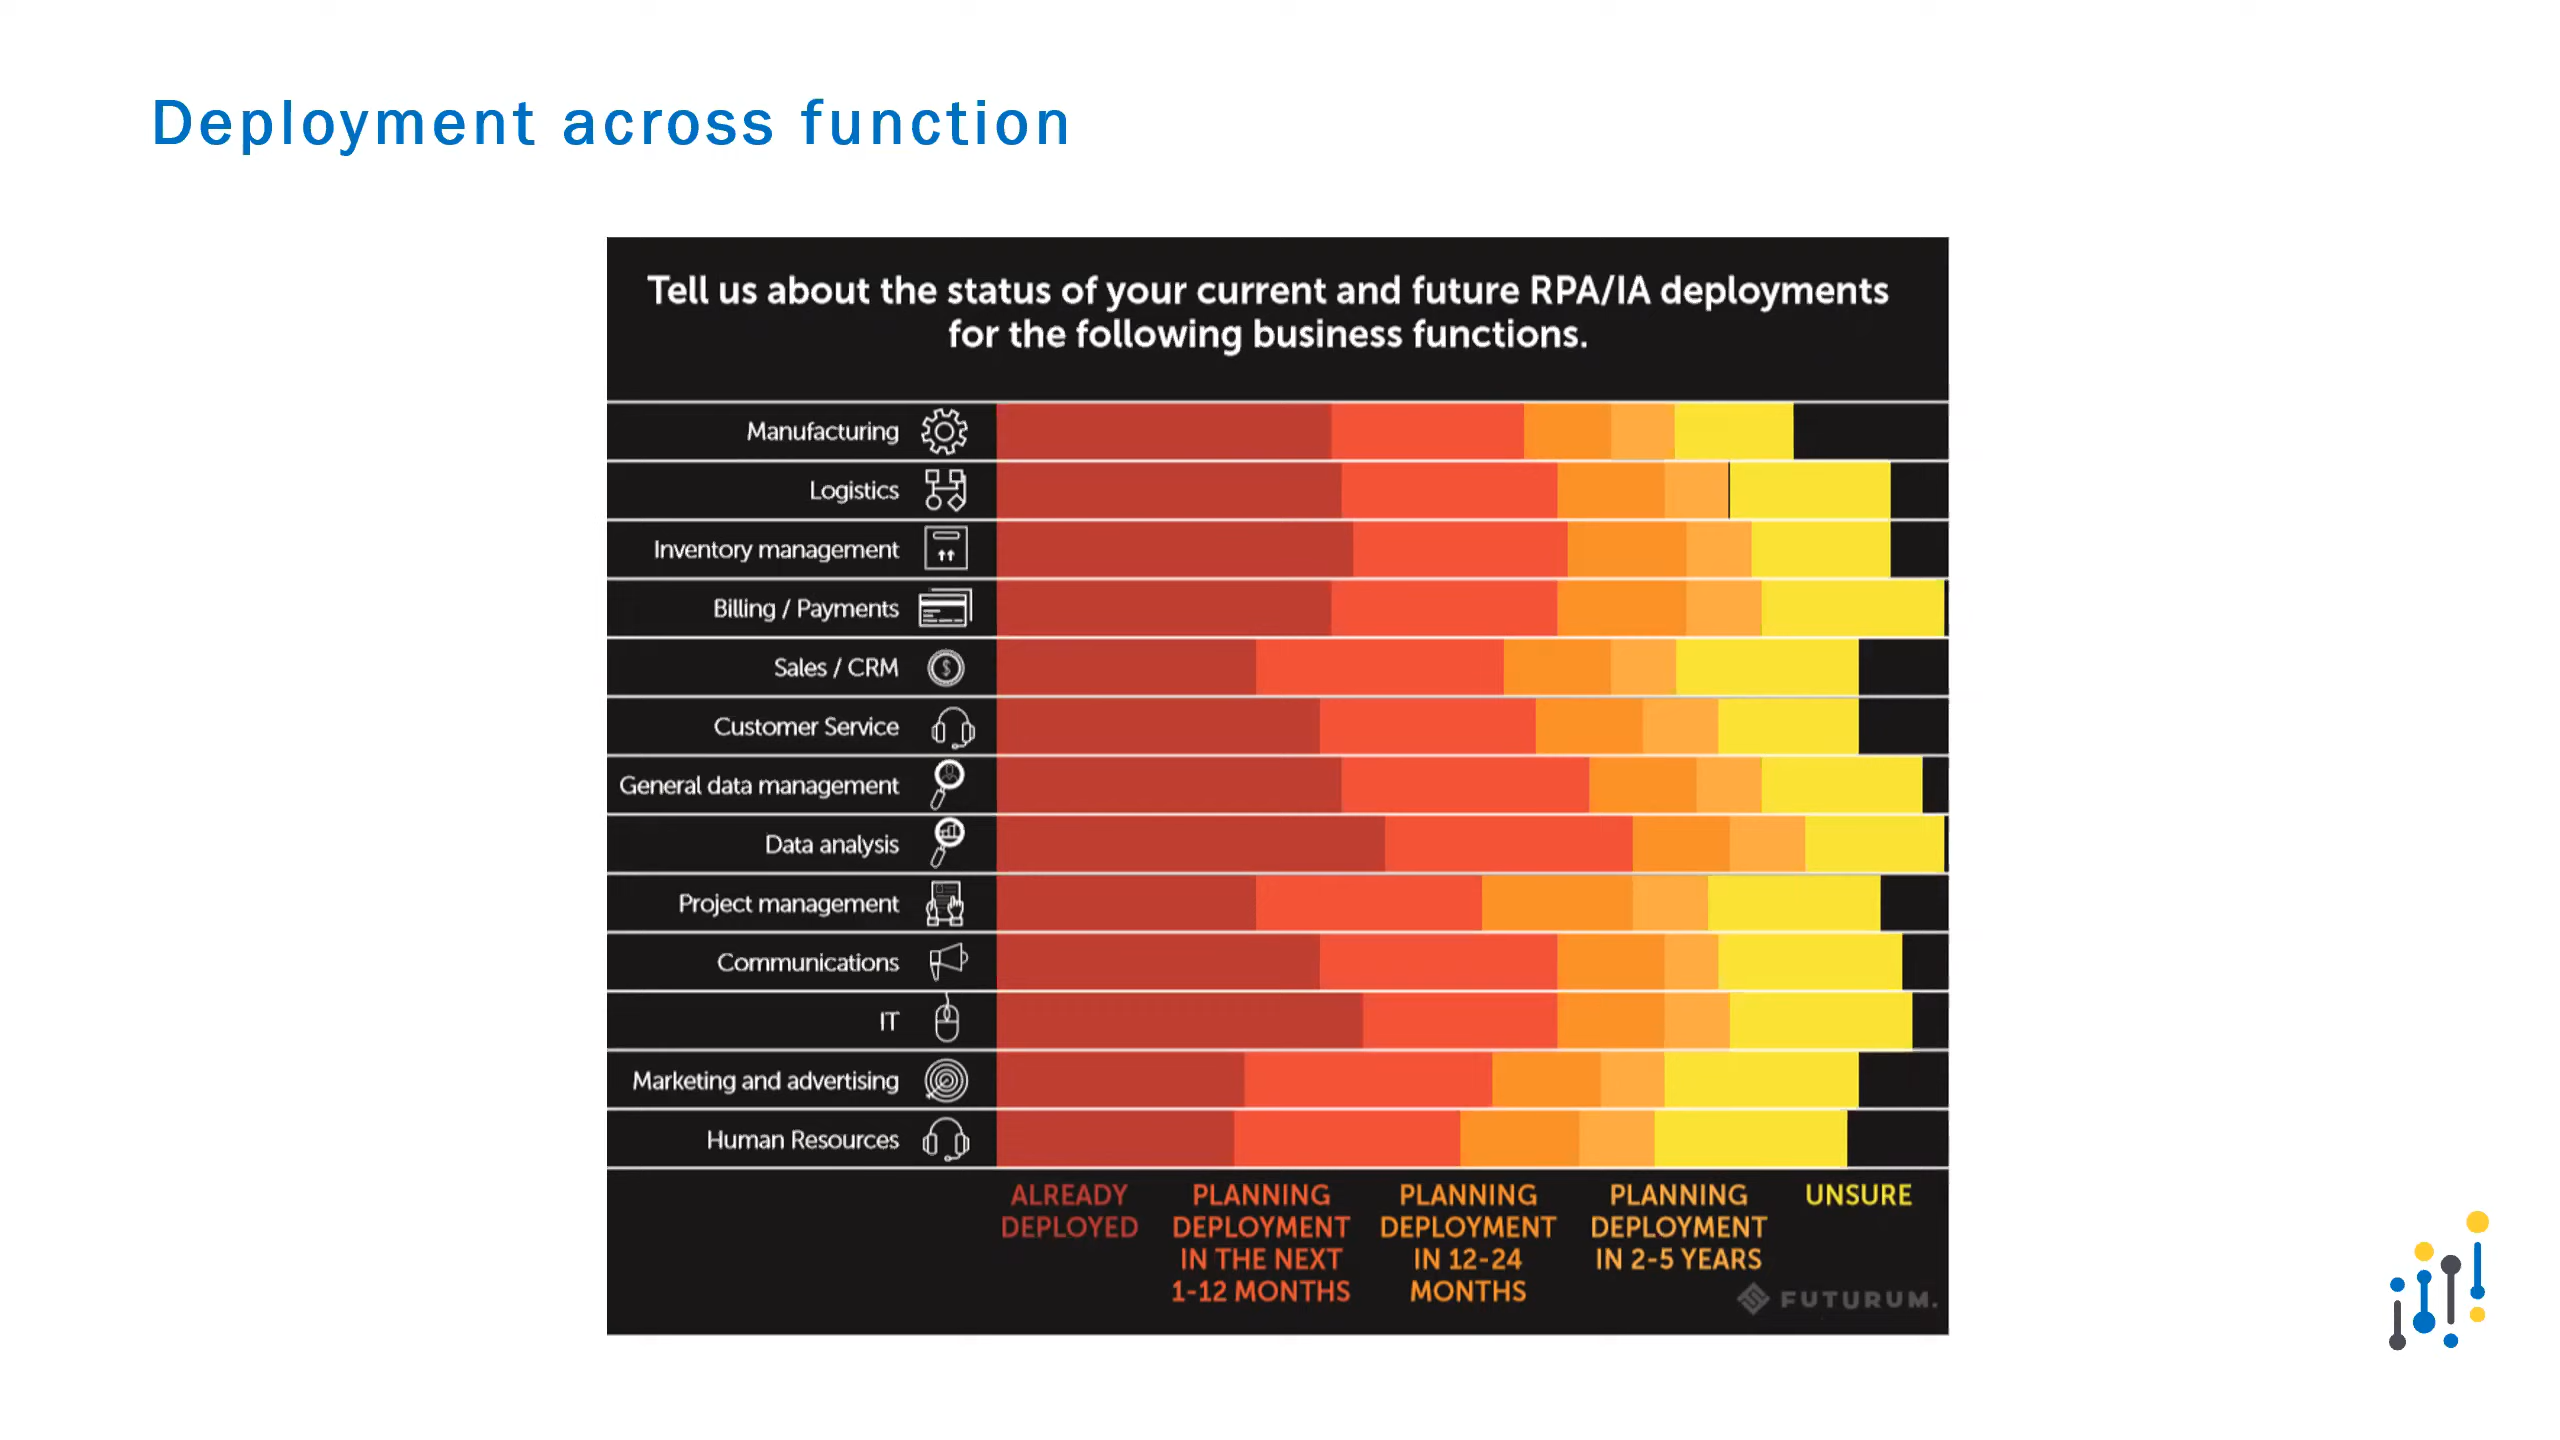 Deployment across function
Tell us about the status of your current and future RPA/IA deployments
for the following business functions.
Manufacturing
Logistics
Inventory management
Billing / Payments
Sales / CRM
Customer Service
General data management
Data analysis
Project management
Communications
IT
Marketing and advertising
Human Resources
ALREADY
DEPLOYED
PLANNING
DEPLOYMENT
IN THE NEXT
1-12 MONTHS
PLANNING
DEPLOYMENT
IN 12-24
MONTHS
PLANNING
DEPLOYMENT
IN 2-5 YEARS
UNSURE
FUTURUM.